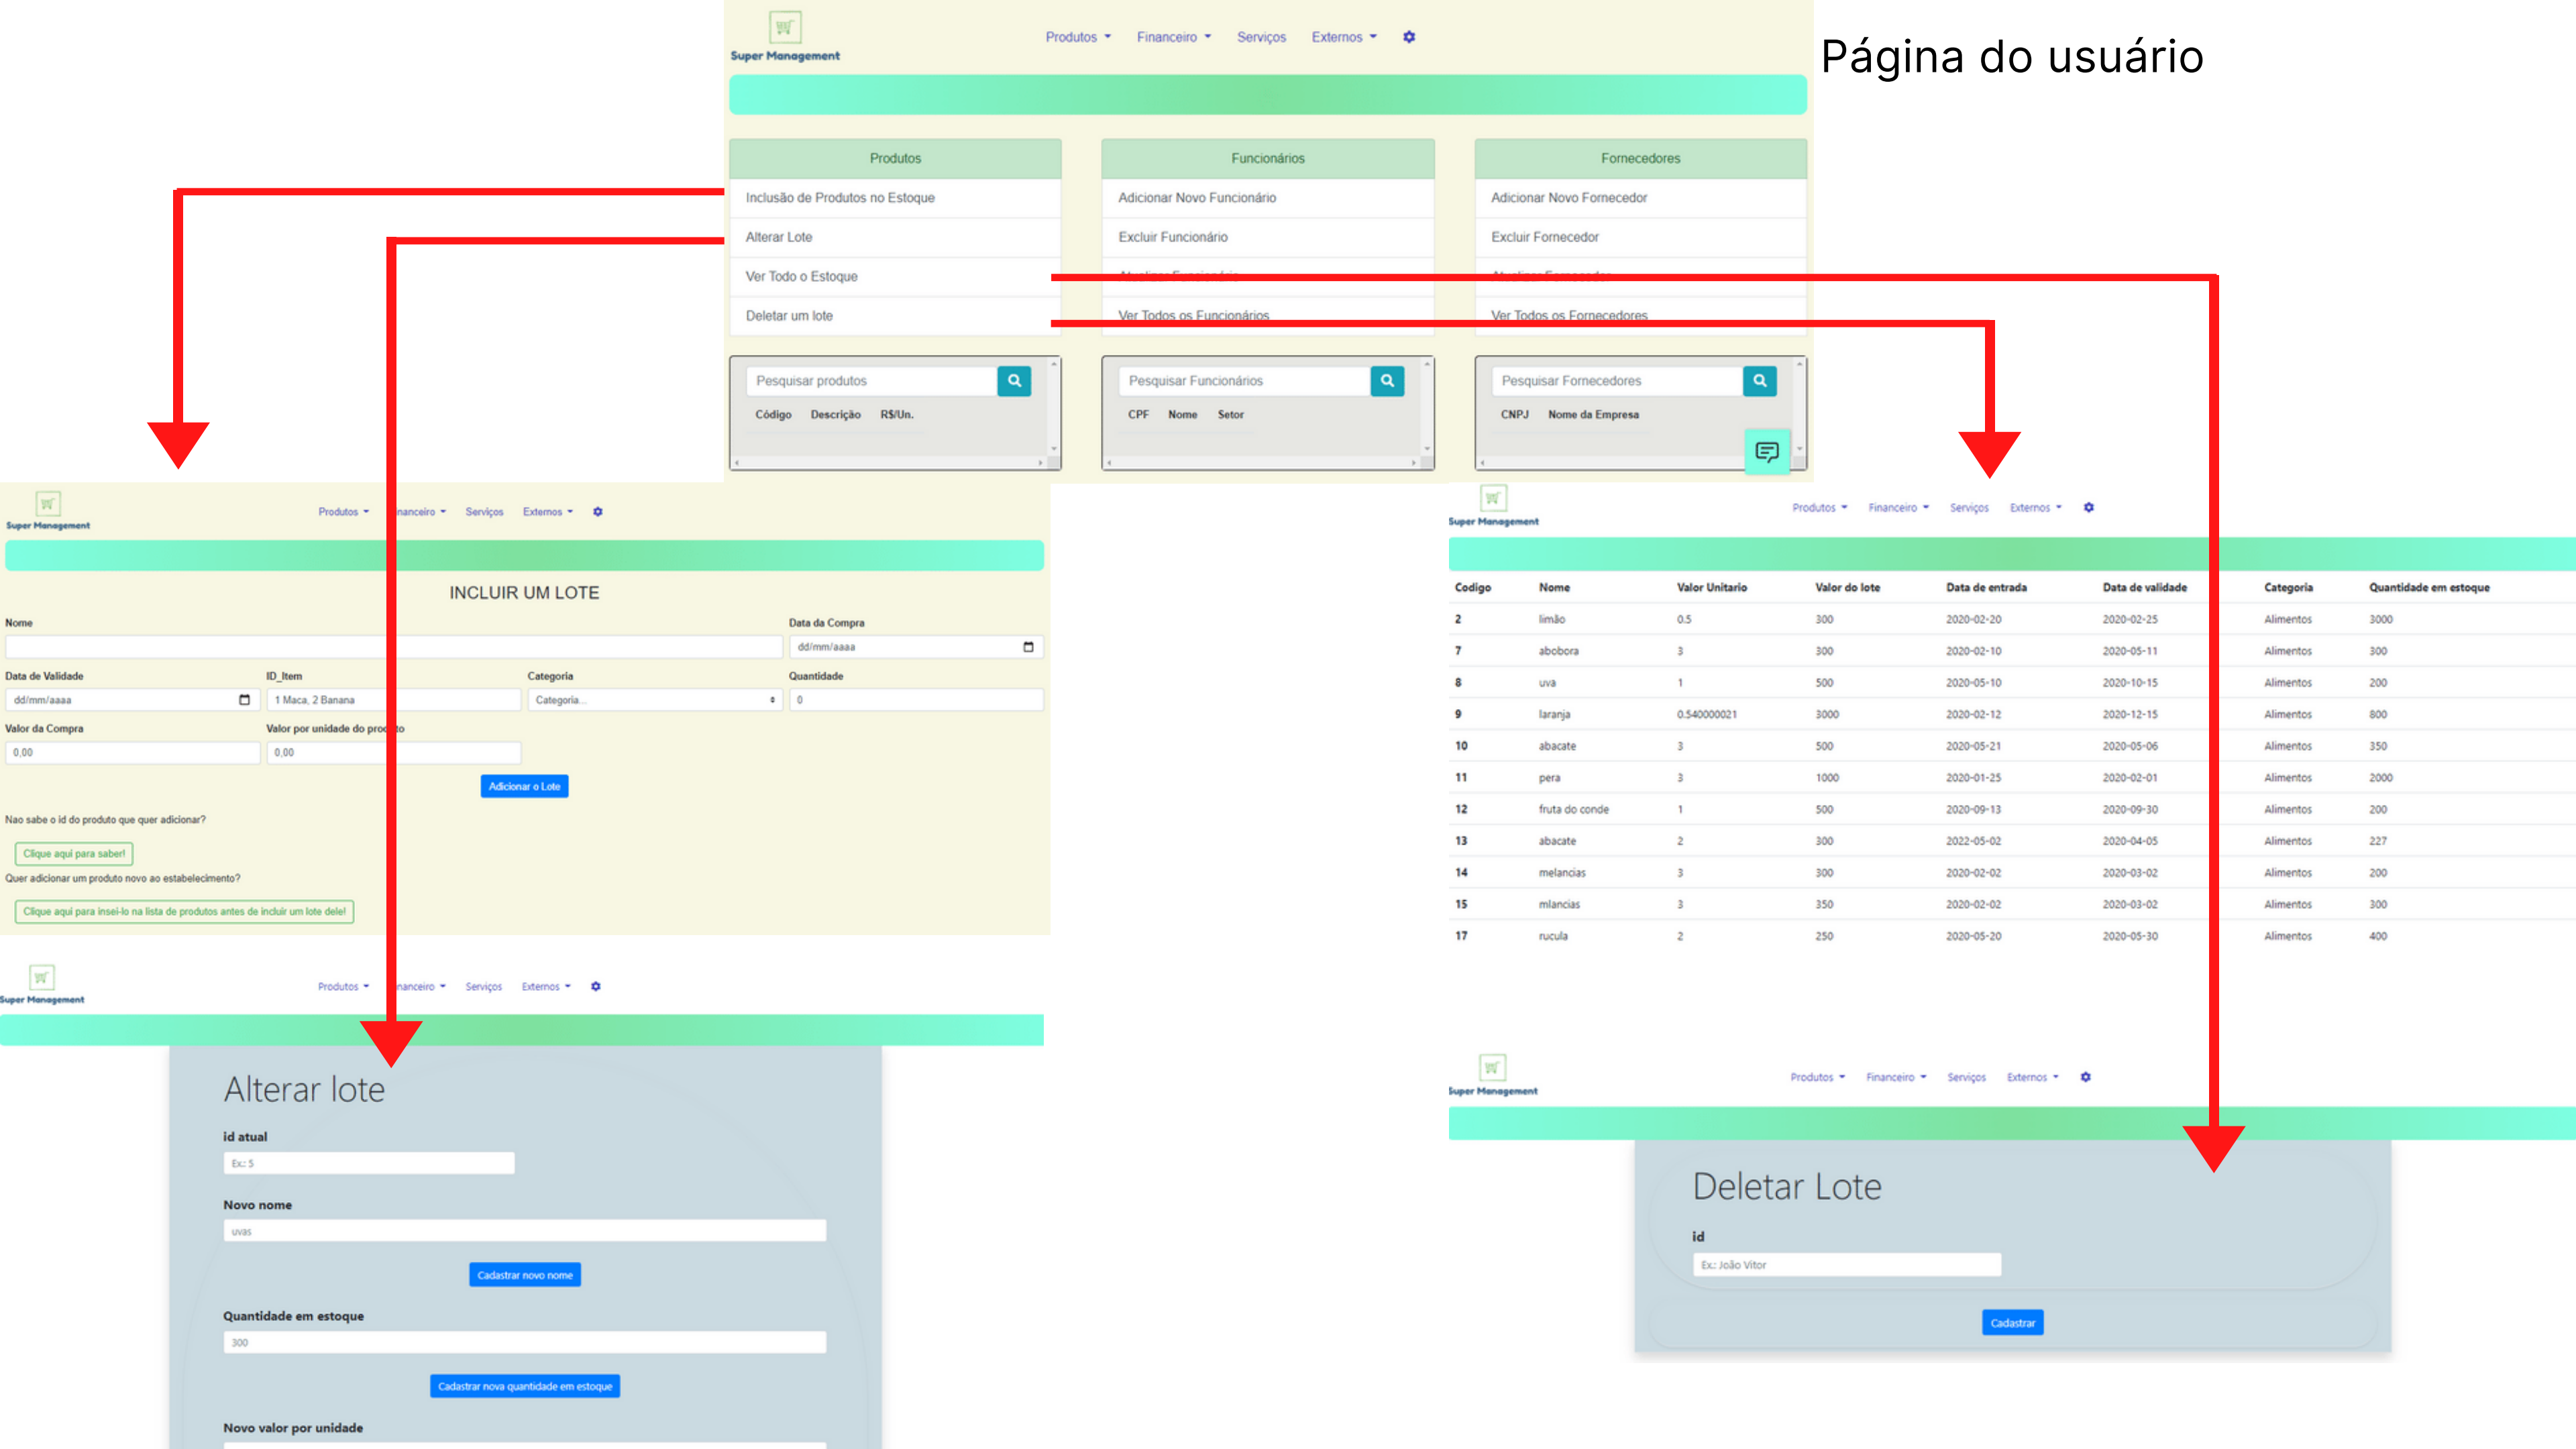 Super Management
Produtos Financeiro Serviços Externos
Página do usuário
Produtos
Inclusão de Produtos no Estoque
Alterar Lote
Ver Todo o Estoque
Deletar um lote
Funcionários
Adicionar Novo Funcionário
Excluir Funcionário
Atualizar Funcionário
Ver Todos os Funcionários
Fornecedores
Adicionar Novo Fornecedor
Excluir Fornecedor
Atualizar Fornecedor
Ver Todos os Fornecedores
Pesquisar produtos
Código Descrição R$/Un.
Pesquisar Funcionários
CPF Nome Setor
Pesquisar Fornecedores
CNPJ Nome da Empresa
Super Management
Produtos Financeiro Serviços Externos
INCLUIR UM LOTE
Nome Data da Compra
dd/mm/aaaa
Data de Validade ID_Item Categoria Quantidade
dd/mm/aaaa 1 Maca, 2 Banana Categoria... 0
Valor da Compra Valor por unidade do produto
0,00 0,00
Adicionar o Lote
Nao sabe o id do produto que quer adicionar?
Clique aqui para saber!
Quer adicionar um produto novo ao estabelecimento?
Clique aqui para insei-lo na lista de produtos antes de incluir um lote dele!
Super Management
Produtos Financeiro Serviços Externos
Codigo Nome Valor Unitario Valor do lote Data de entrada Data de validade Categoria Quantidade em estoque
2 limão 0.5 300 2020-02-20 2020-02-25 Alimentos 3000
7 abobora 3 300 2020-02-10 2020-05-11 Alimentos 300
8 uva 1 500 2020-05-10 2020-10-15 Alimentos 200
9 laranja 0.540000021 3000 2020-02-12 2020-12-15 Alimentos 800
10 abacate 3 500 2020-05-21 2020-05-06 Alimentos 350
11 pera 3 1000 2020-01-25 2020-02-01 Alimentos 2000
12 fruta do conde 1 500 2020-09-13 2020-09-30 Alimentos 200
13 abacate 2 300 2022-05-02 2020-04-05 Alimentos 227
14 melancias 3 300 2020-02-02 2020-03-02 Alimentos 200
15 mlancias 3 350 2020-02-02 2020-03-02 Alimentos 300
17 rucula 2 250 2020-05-20 2020-05-30 Alimentos 400
Super Management
Produtos Financeiro Serviços Externos
Alterar lote
id atual
Ex.: 5
Novo nome
uvas
Cadastrar novo nome
Quantidade em estoque
300
Cadastrar nova quantidade em estoque
Novo valor por unidade
Super Management
Produtos Financeiro Serviços Externos
Deletar Lote
id
Ex.: João Vitor
Cadastrar